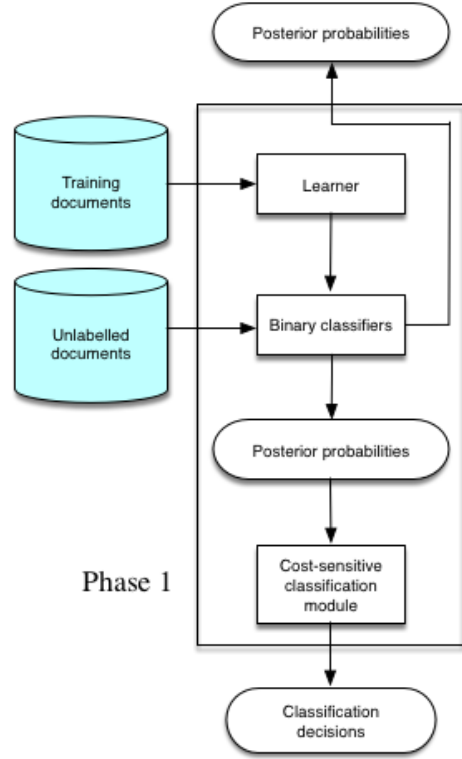 Posterior probabilities
Training
documents
Learner
Unlabelled
documents
Binary classifiers
Posterior probabilities
Phase 1
Cost-sensitive
classification
module
Classification
decisions